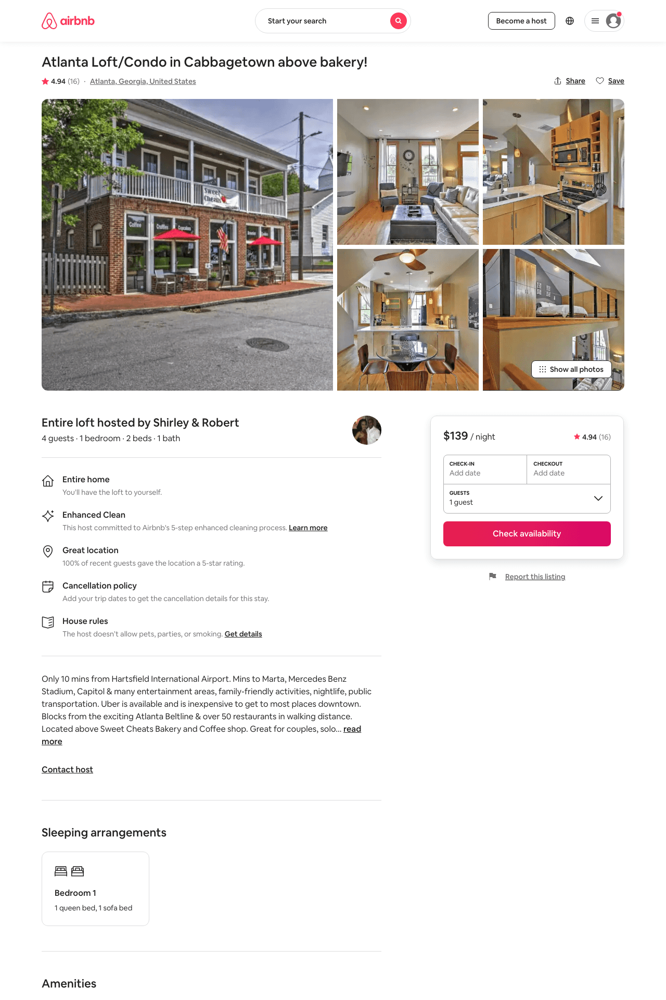 airbnb
Start your search
Become a host
Atlanta Loft/Condo in Cabbagetown above bakery!
4.94 (16) · Atlanta, Georgia, United States
Share
Save
Sweet
Cheats
Coffee
Truffles
Cupcakes
Brownies
Show all photos
Entire loft hosted by Shirley & Robert
4 guests · 1 bedroom · 2 beds · 1 bath
Entire home
You’ll have the loft to yourself.
Enhanced Clean
This host committed to Airbnb's 5-step enhanced cleaning process. Learn more
Great location
100% of recent guests gave the location a 5-star rating.
Cancellation policy
Add your trip dates to get the cancellation details for this stay.
House rules
The host doesn’t allow pets, parties, or smoking. Get details
$139 / night
4.94 (16)
CHECK-IN
Add date
CHECKOUT
Add date
GUESTS
1 guest
Check availability
Report this listing
Only 10 mins from Hartsfield International Airport. Mins to Marta, Mercedes Benz
Stadium, Capitol & many entertainment areas, family-friendly activities, nightlife, public
transportation. Uber is available and is inexpensive to get to most places downtown.
Blocks from the exciting Atlanta Beltline & over 50 restaurants in walking distance.
Located above Sweet Cheats Bakery and Coffee shop. Great for couples, solo… read
more
Contact host
Sleeping arrangements
Bedroom 1
1 queen bed, 1 sofa bed
Amenities